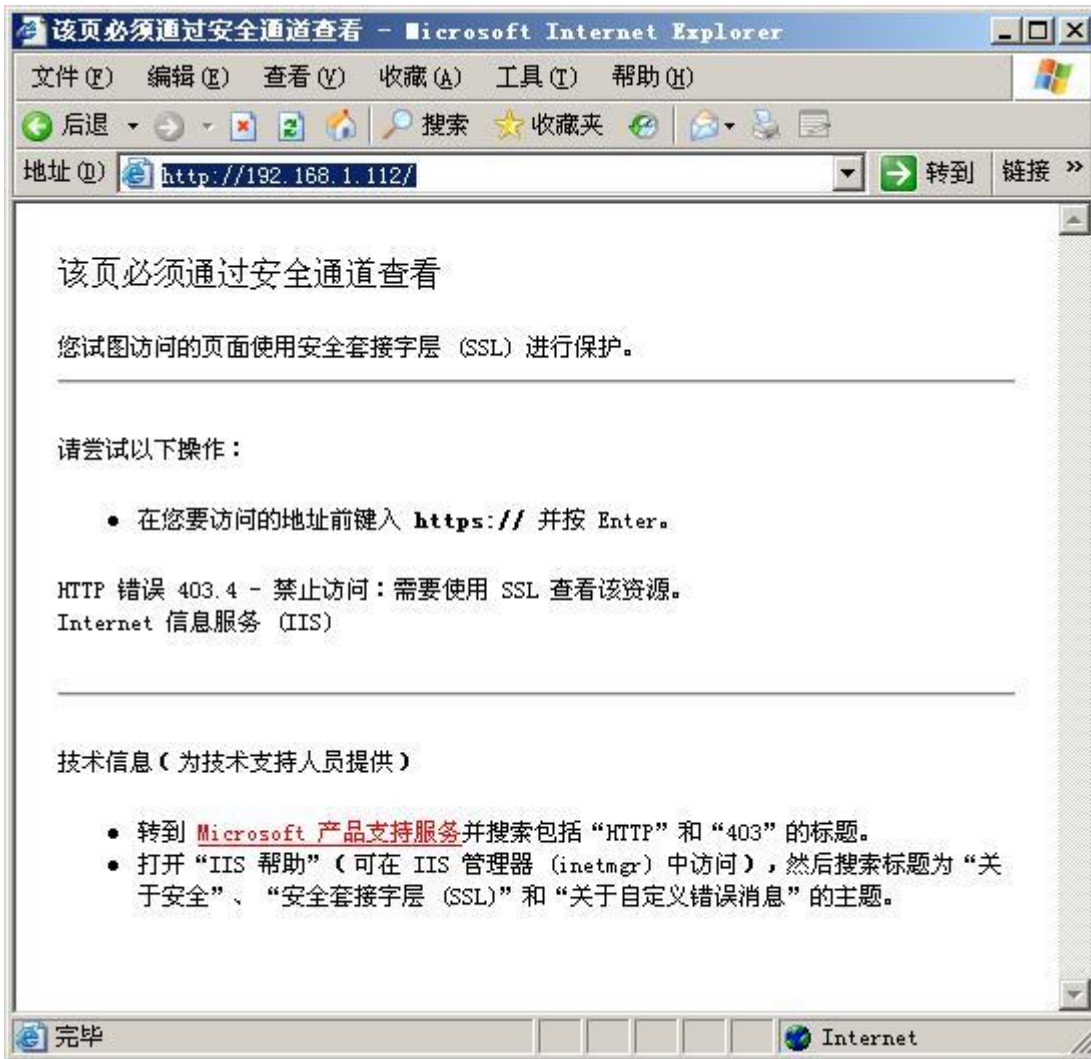 该页必须通过安全通道查看 - Microsoft Internet Explorer
文件(F) 编辑(E) 查看(V) 收藏(A) 工具(T) 帮助(H)
后退 搜索 收藏夹
地址(D) http://192.168.1.112/ 转到 链接 »
该页必须通过安全通道查看
您试图访问的页面使用安全套接字层 (SSL) 进行保护。
请尝试以下操作：
● 在您要访问的地址前键入 https:// 并按 Enter。
HTTP 错误 403.4 - 禁止访问：需要使用 SSL 查看该资源。
Internet 信息服务 (IIS)
技术信息（为技术支持人员提供）
● 转到 Microsoft 产品支持服务并搜索包括“HTTP”和“403”的标题。
● 打开“IIS 帮助”（可在 IIS 管理器 (inetmgr) 中访问），然后搜索标题为“关
于安全”、“安全套接字层 (SSL)”和“关于自定义错误消息”的主题。
完毕 Internet